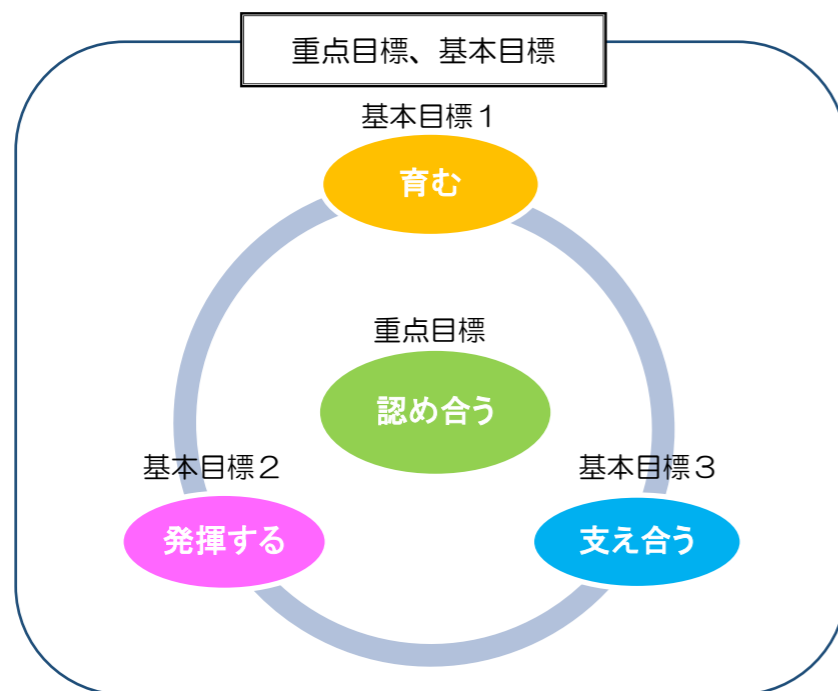 重点目標、基本目標
基本目標１
育む
重点目標
認め合う
基本目標２
発揮する
基本目標３
支え合う